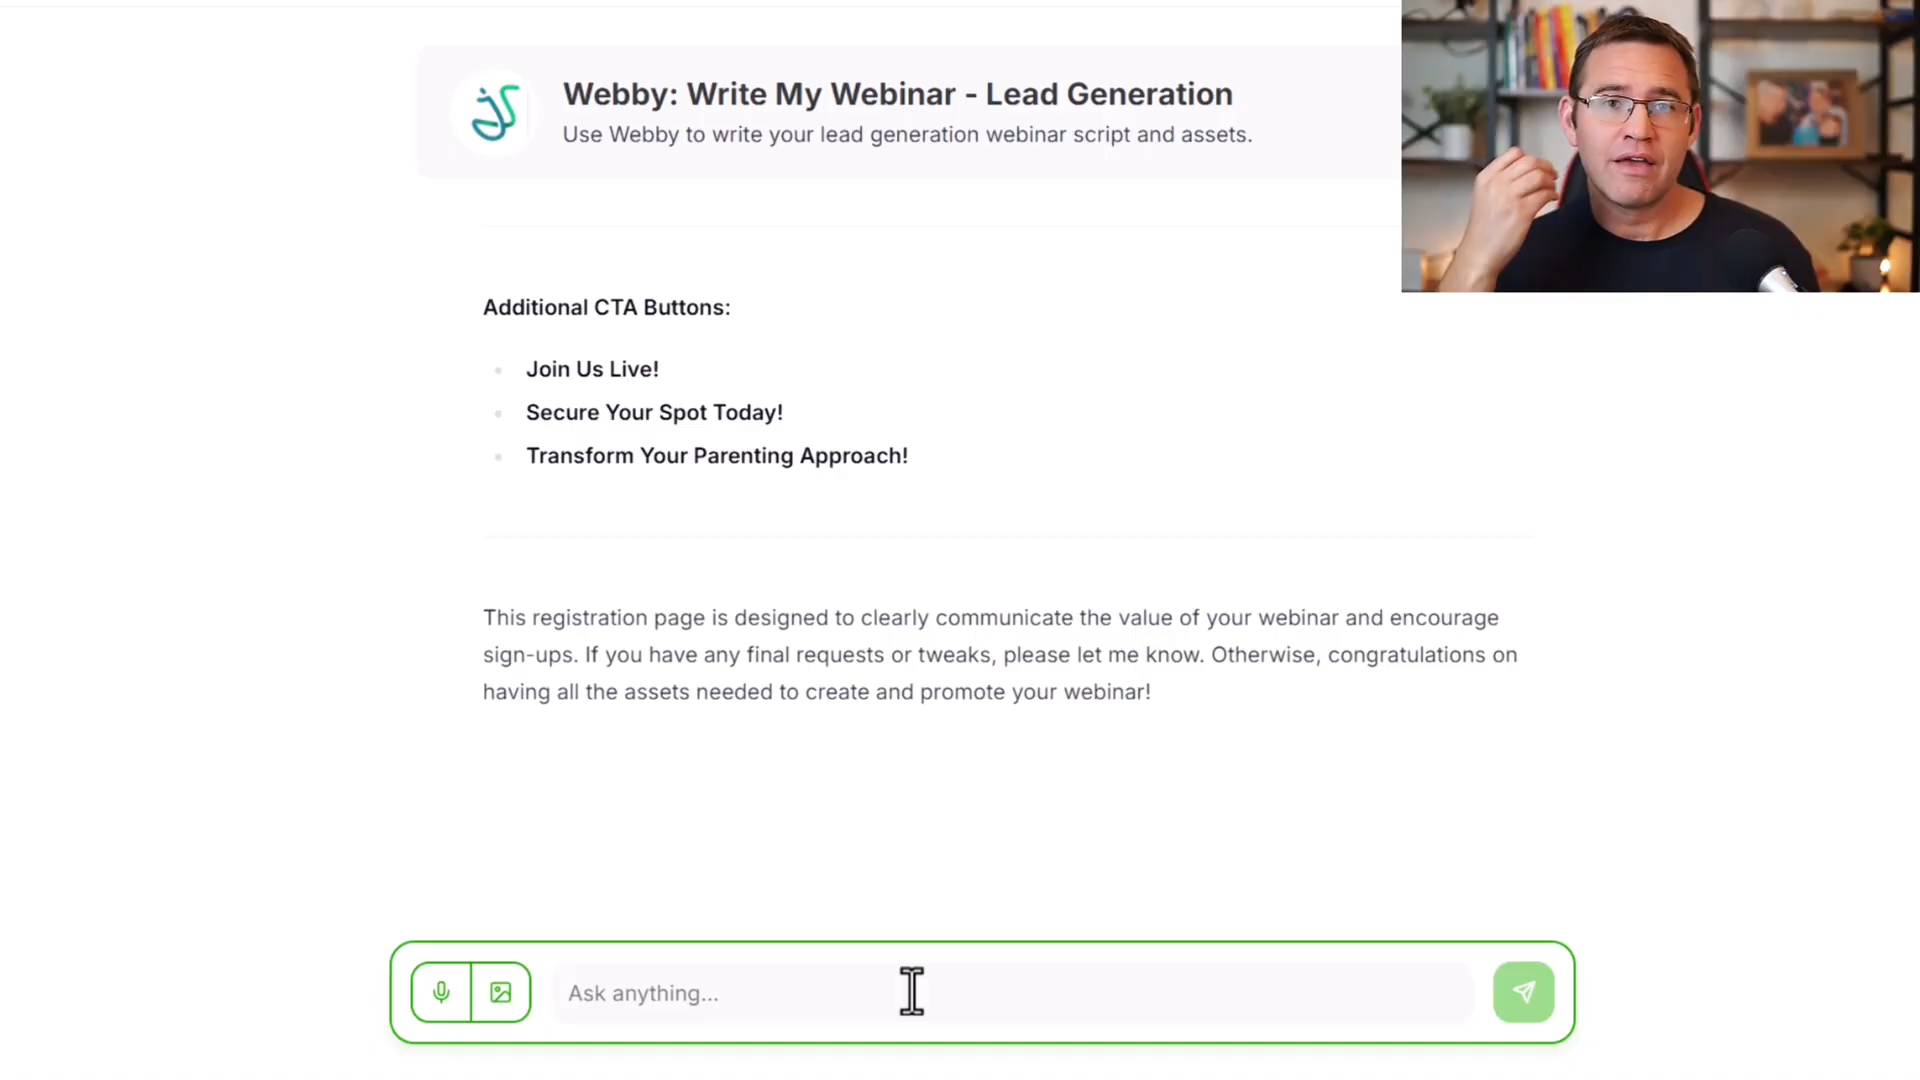 Webby: Write My Webinar - Lead Generation
Use Webby to write your lead generation webinar script and assets.
Additional CTA Buttons:
Join Us Live!
Secure Your Spot Today!
Transform Your Parenting Approach!
This registration page is designed to clearly communicate the value of your webinar and encourage
sign-ups. If you have any final requests or tweaks, please let me know. Otherwise, congratulations on
having all the assets needed to create and promote your webinar!
Ask anything...